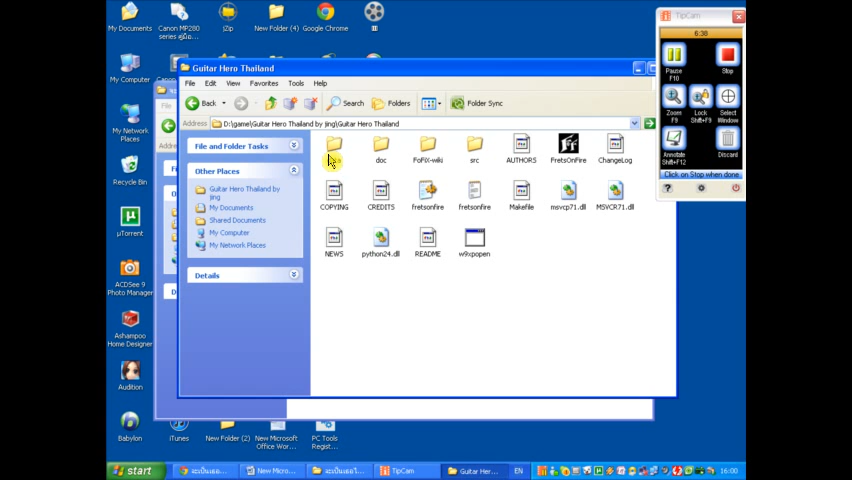 My Documents
Canon MP280
series คู่มือ...
jZip
New Folder (4)
Google Chrome
TipCam
6:38
Pause
F10
Stop
Zoom
F9
Lock
Shift+F9
Select
Window
Annotate
Shift+F12
Discard
Click on Stop when done
My Computer
My Network
Places
Recycle Bin
µTorrent
ACDSee 9
Photo Manager
Ashampoo
Home Designer
Audition
Babylon
iTunes
New Folder (2)
New Microsoft
Office Wor...
PC Tools
Regist...
Guitar Hero Thailand
File
Edit
View
Favorites
Tools
Help
Back
Search
Folders
Folder Sync
Address
D:\game\Guitar Hero Thailand by jing\Guitar Hero Thailand
File and Folder Tasks
Other Places
Guitar Hero Thailand by
jing
My Documents
Shared Documents
My Computer
My Network Places
Details
doc
FoFiX-wiki
src
AUTHORS
FretsOnFire
ChangeLog
COPYING
CREDITS
fretsonfire
fretsonfire
Makefile
msvcp71.dll
MSVCR71.dll
NEWS
python24.dll
README
w9xpopen
start
New Micros...
TipCam
Guitar Her...
EN
16:00